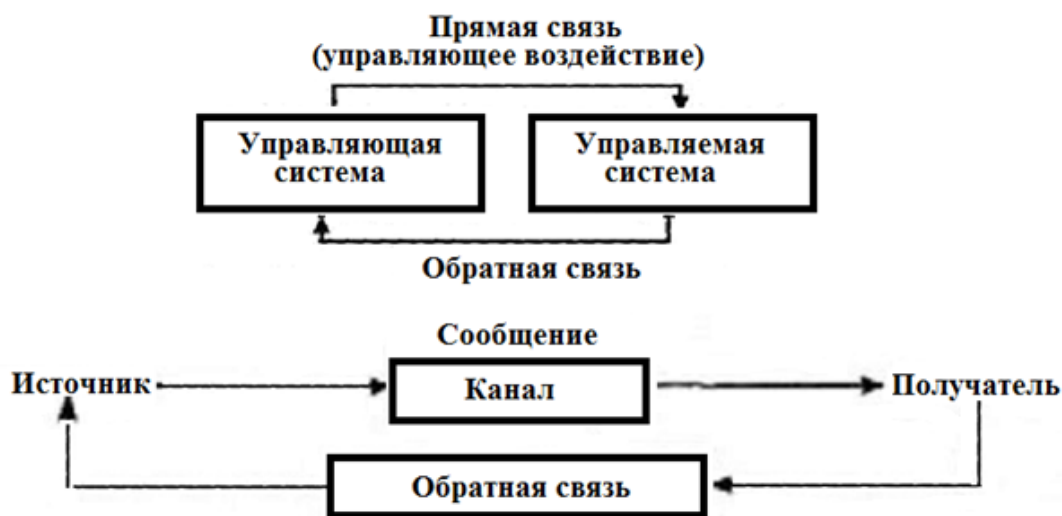 Прямая связь
(управляющее воздействие)
Управляющая
система
Управляемая
система
Обратная связь
Сообщение
Источник
Канал
Получатель
Обратная связь